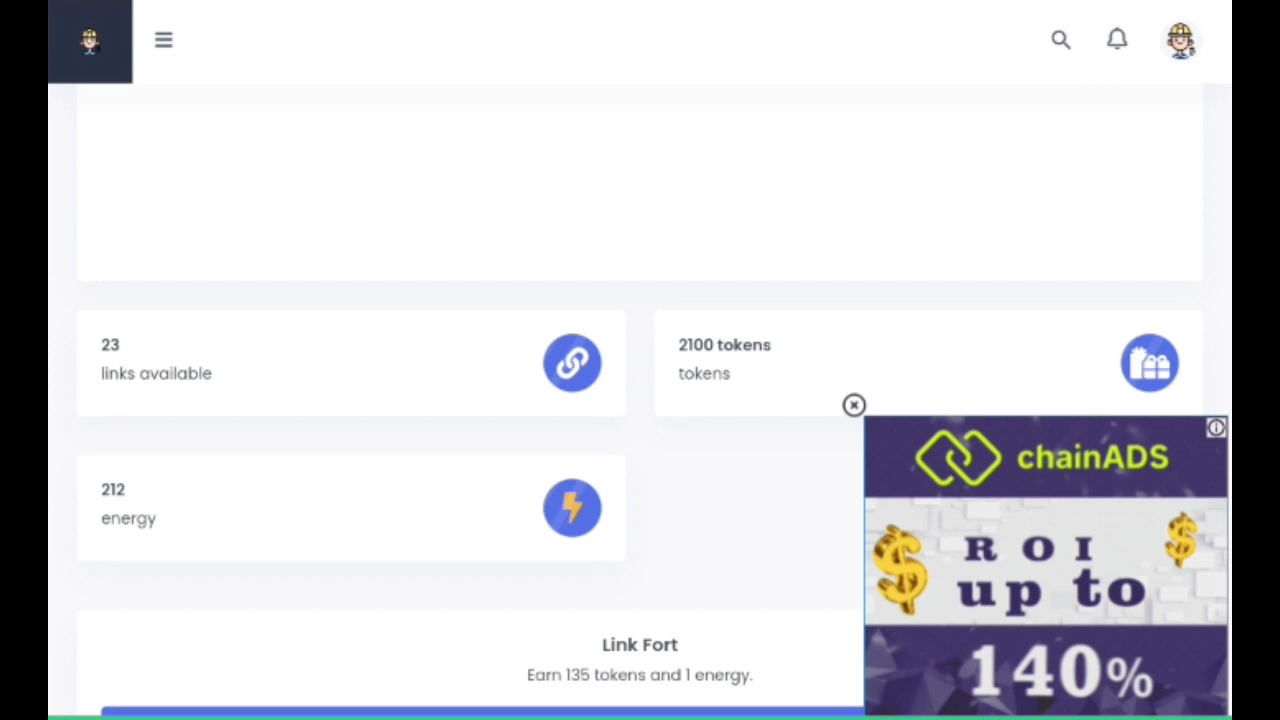 23
links available
2100 tokens
tokens
212
energy
Link Fort
Earn 135 tokens and 1 energy.
chainADS
ROI
up to
140%